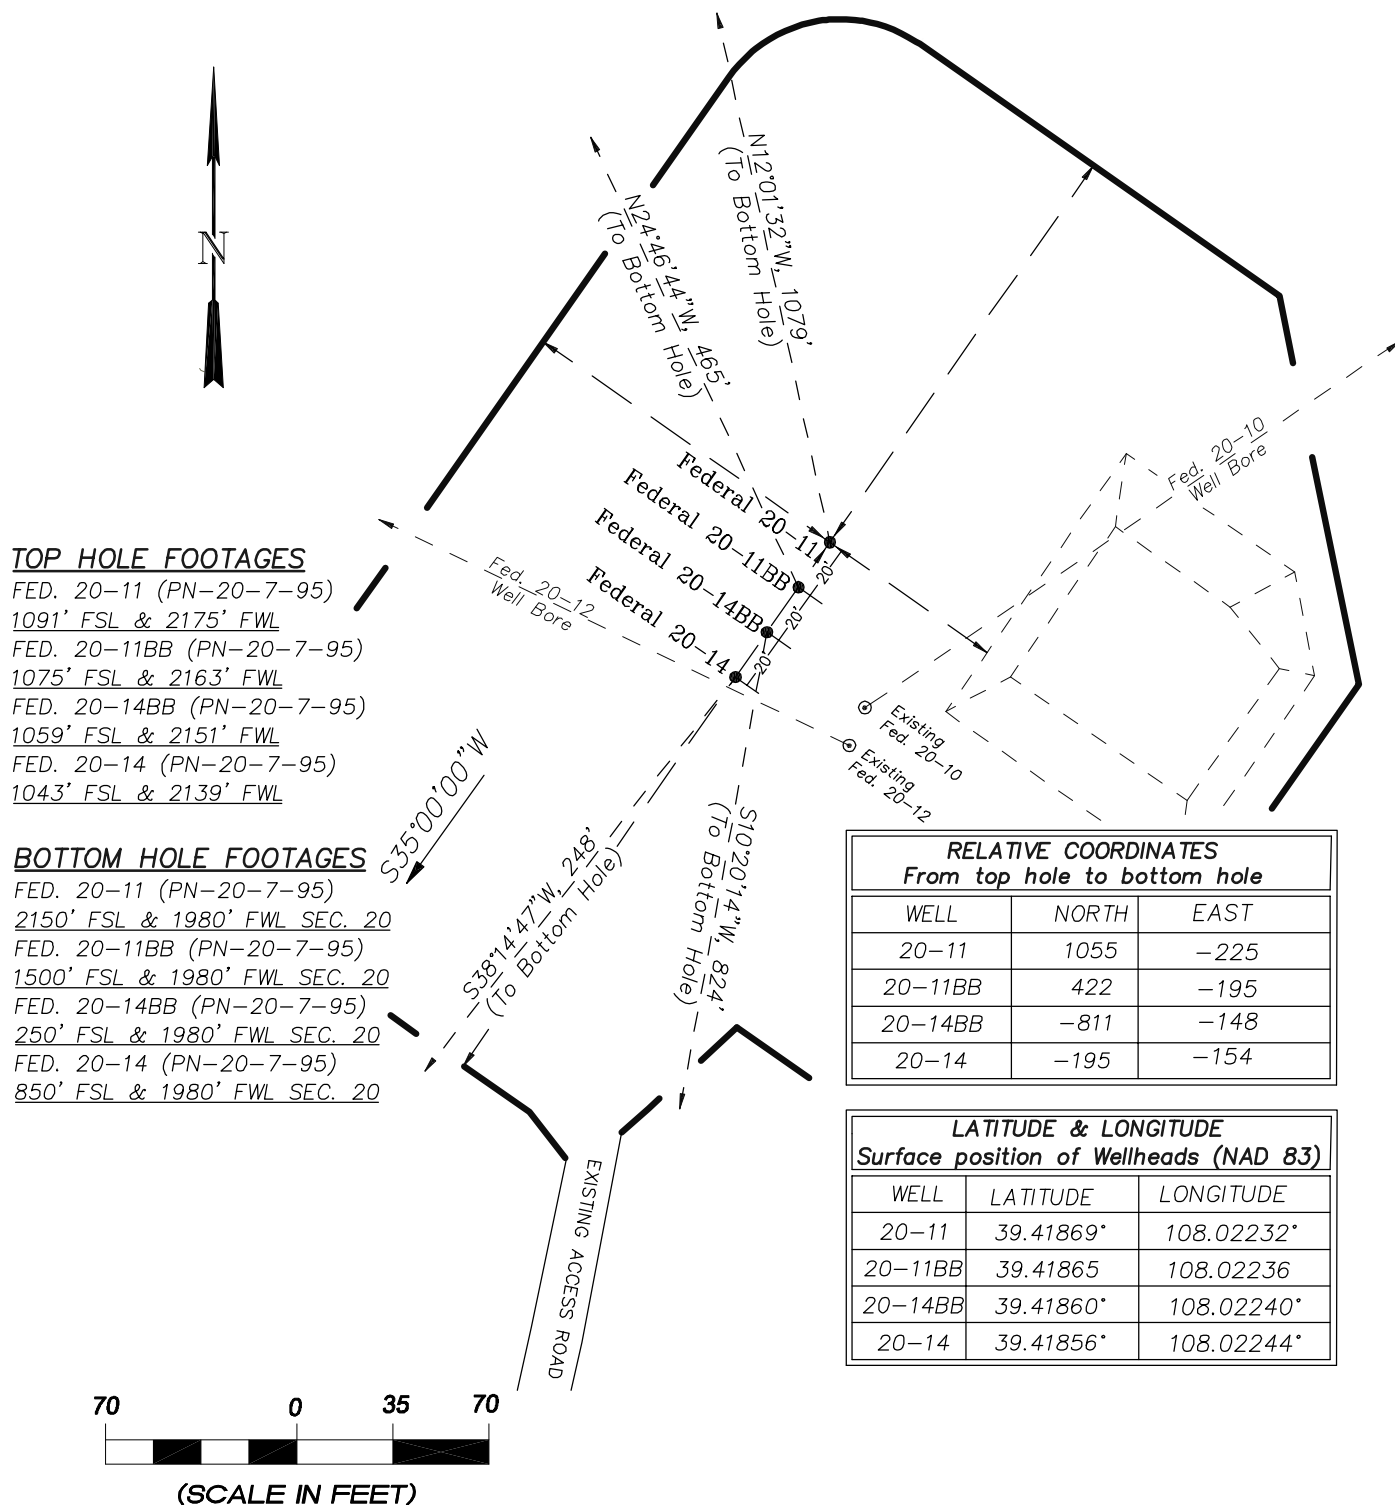 N
N12°01'32"W, 1079'
(To Bottom Hole)
N24°46'44"W, 465'
(To Bottom Hole)
Fed. 20-10
Well Bore
Federal 20-11
Federal 20-11BB
Federal 20-14BB
Federal 20-14
20'
20'
20'
Fed. 20-12
Well Bore
Existing
Fed. 20-10
Existing
Fed. 20-12
TOP HOLE FOOTAGES
FED. 20-11 (PN-20-7-95)
1091' FSL & 2175' FWL
FED. 20-11BB (PN-20-7-95)
1075' FSL & 2163' FWL
FED. 20-14BB (PN-20-7-95)
1059' FSL & 2151' FWL
FED. 20-14 (PN-20-7-95)
1043' FSL & 2139' FWL
S35°00'00"W
S38°14'47"W, 248'
(To Bottom Hole)
S10°20'14"W, 824'
(To Bottom Hole)
BOTTOM HOLE FOOTAGES
FED. 20-11 (PN-20-7-95)
2150' FSL & 1980' FWL SEC. 20
FED. 20-11BB (PN-20-7-95)
1500' FSL & 1980' FWL SEC. 20
FED. 20-14BB (PN-20-7-95)
250' FSL & 1980' FWL SEC. 20
FED. 20-14 (PN-20-7-95)
850' FSL & 1980' FWL SEC. 20
RELATIVE COORDINATES
From top hole to bottom hole
WELL NORTH EAST
20-11 1055 -225
20-11BB 422 -195
20-14BB -811 -148
20-14 -195 -154
LATITUDE & LONGITUDE
Surface position of Wellheads (NAD 83)
WELL LATITUDE LONGITUDE
20-11 39.41869° 108.02232°
20-11BB 39.41865 108.02236
20-14BB 39.41860° 108.02240°
20-14 39.41856° 108.02244°
EXISTING ACCESS ROAD
70 0 35 70
(SCALE IN FEET)